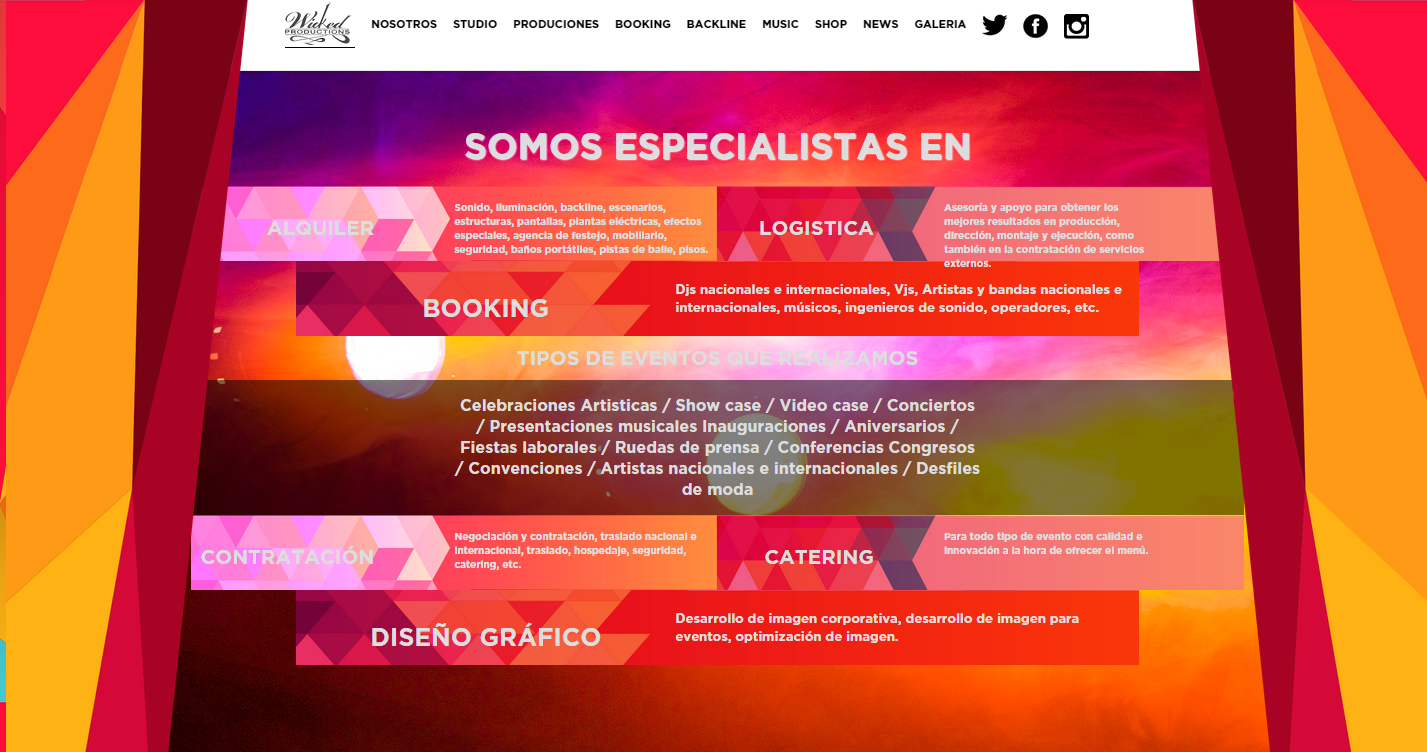 Wicked
PRODUCTIONS
NOSOTROS STUDIO PRODUCIONES BOOKING BACKLINE MUSIC SHOP NEWS GALERIA
SOMOS ESPECIALISTAS EN
ALQUILER
Sonido, iluminación, backline, escenarios,
estructuras, pantallas, plantas eléctricas, efectos
especiales, agencia de festejo, mobiliario,
seguridad, baños portátiles, pistas de baile, pisos.
LOGISTICA
Asesoría y apoyo para obtener los
mejores resultados en producción,
dirección, montaje y ejecución, como
también en la contratación de servicios
externos.
BOOKING
Djs nacionales e internacionales, Vjs, Artistas y bandas nacionales e
internacionales, músicos, ingenieros de sonido, operadores, etc.
TIPOS DE EVENTOS QUE REALIZAMOS
Celebraciones Artisticas / Show case / Video case / Conciertos
/ Presentaciones musicales Inauguraciones / Aniversarios /
Fiestas laborales / Ruedas de prensa / Conferencias Congresos
/ Convenciones / Artistas nacionales e internacionales / Desfiles
de moda
CONTRATACIÓN
Negociación y contratación, traslado nacional e
internacional, traslado, hospedaje, seguridad,
catering, etc.
CATERING
Para todo tipo de evento con calidad e
innovación a la hora de ofrecer el menú.
DISEÑO GRÁFICO
Desarrollo de imagen corporativa, desarrollo de imagen para
eventos, optimización de imagen.